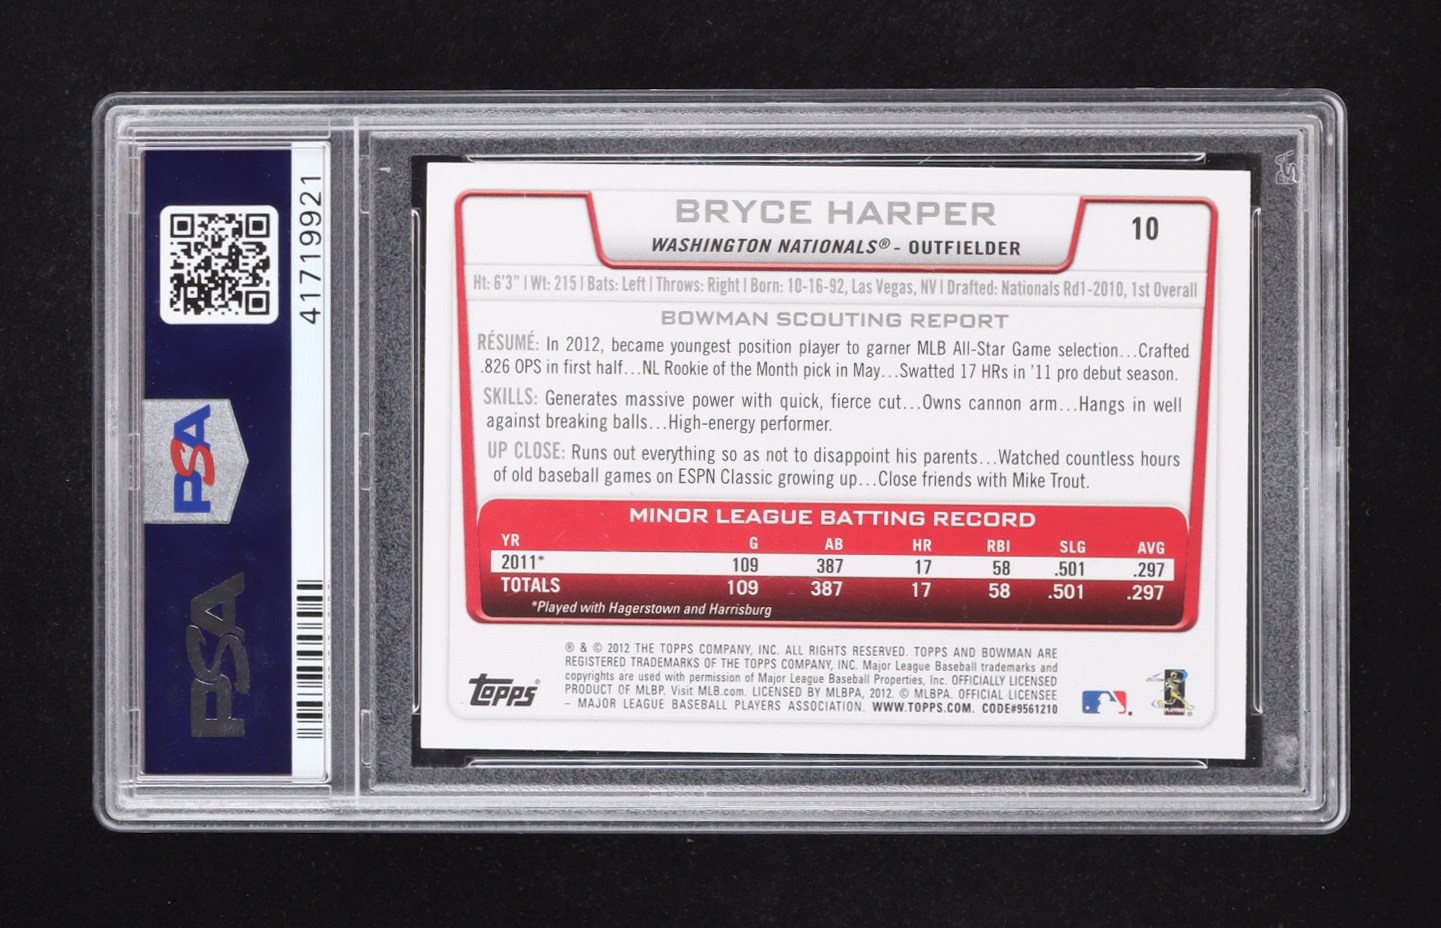 41719921
PSA
PSA
PSA
BRYCE HARPER
10
WASHINGTON NATIONALS® - OUTFIELDER
Ht: 6'3" | Wt: 215 | Bats: Left | Throws: Right | Born: 10-16-92, Las Vegas, NV | Drafted: Nationals Rd1-2010, 1st Overall
BOWMAN SCOUTING REPORT
RÉSUMÉ: In 2012, became youngest position player to garner MLB All-Star Game selection...Crafted
.826 OPS in first half...NL Rookie of the Month pick in May...Swatted 17 HRs in '11 pro debut season.
SKILLS: Generates massive power with quick, fierce cut...Owns cannon arm...Hangs in well
against breaking balls...High-energy performer.
UP CLOSE: Runs out everything so as not to disappoint his parents...Watched countless hours
of old baseball games on ESPN Classic growing up...Close friends with Mike Trout.
MINOR LEAGUE BATTING RECORD
YR G AB HR RBI SLG AVG
2011* 109 387 17 58 .501 .297
TOTALS 109 387 17 58 .501 .297
*Played with Hagerstown and Harrisburg
® & © 2012 THE TOPPS COMPANY, INC. ALL RIGHTS RESERVED. TOPPS AND BOWMAN ARE
REGISTERED TRADEMARKS OF THE TOPPS COMPANY, INC. Major League Baseball trademarks and
copyrights are used with permission of Major League Baseball Properties, Inc. OFFICIALLY LICENSED
PRODUCT OF MLBP. Visit MLB.com. LICENSED BY MLBPA, 2012. © MLBPA. OFFICIAL LICENSEE
- MAJOR LEAGUE BASEBALL PLAYERS ASSOCIATION. WWW.TOPPS.COM. CODE#9561210
Topps®